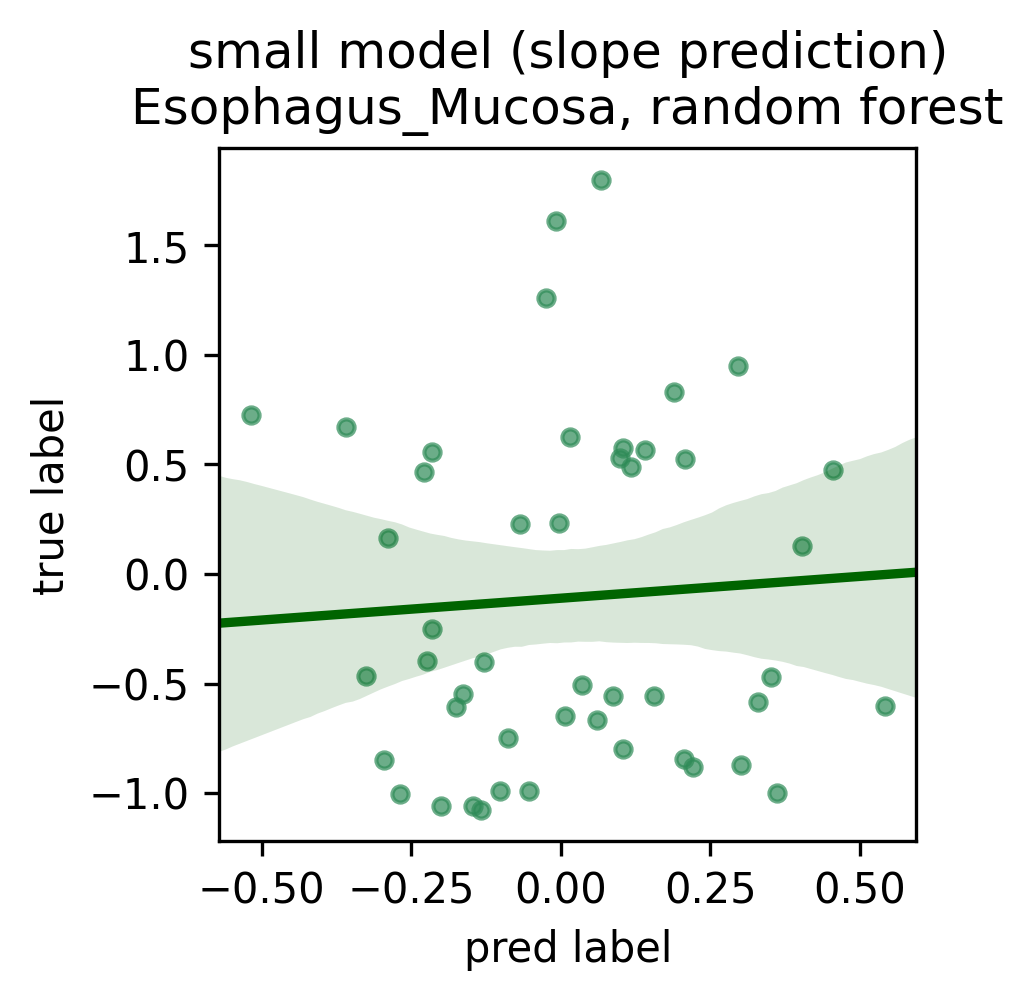 small model (slope prediction)
Esophagus_Mucosa, random forest
1.5
1.0
0.5
0.0
−0.5
−1.0
true label
−0.50
−0.25
0.00
0.25
0.50
pred label